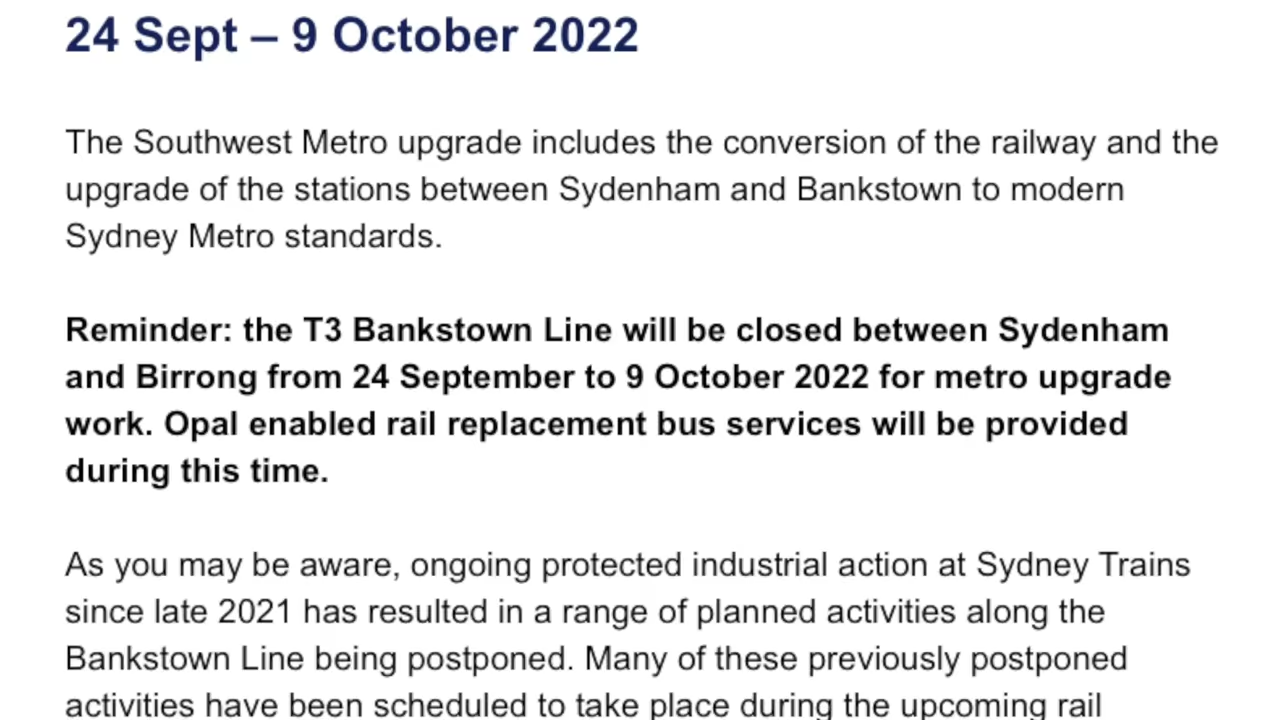 24 Sept – 9 October 2022
The Southwest Metro upgrade includes the conversion of the railway and the
upgrade of the stations between Sydenham and Bankstown to modern
Sydney Metro standards.
Reminder: the T3 Bankstown Line will be closed between Sydenham
and Birrong from 24 September to 9 October 2022 for metro upgrade
work. Opal enabled rail replacement bus services will be provided
during this time.
As you may be aware, ongoing protected industrial action at Sydney Trains
since late 2021 has resulted in a range of planned activities along the
Bankstown Line being postponed. Many of these previously postponed
activities have been scheduled to take place during the upcoming rail